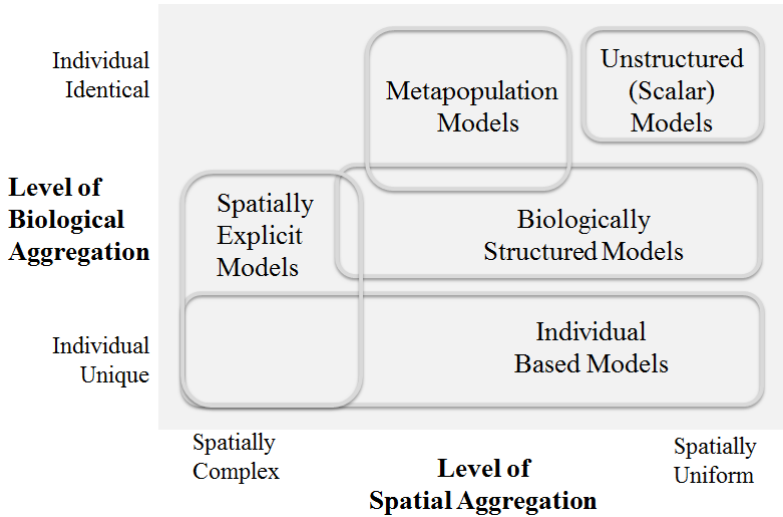 Individual
Identical
Metapopulation
Models
Unstructured
(Scalar)
Models
Level of
Biological
Aggregation
Spatially
Explicit
Models
Biologically
Structured Models
Individual
Unique
Individual
Based Models
Spatially
Complex
Level of
Spatial Aggregation
Spatially
Uniform